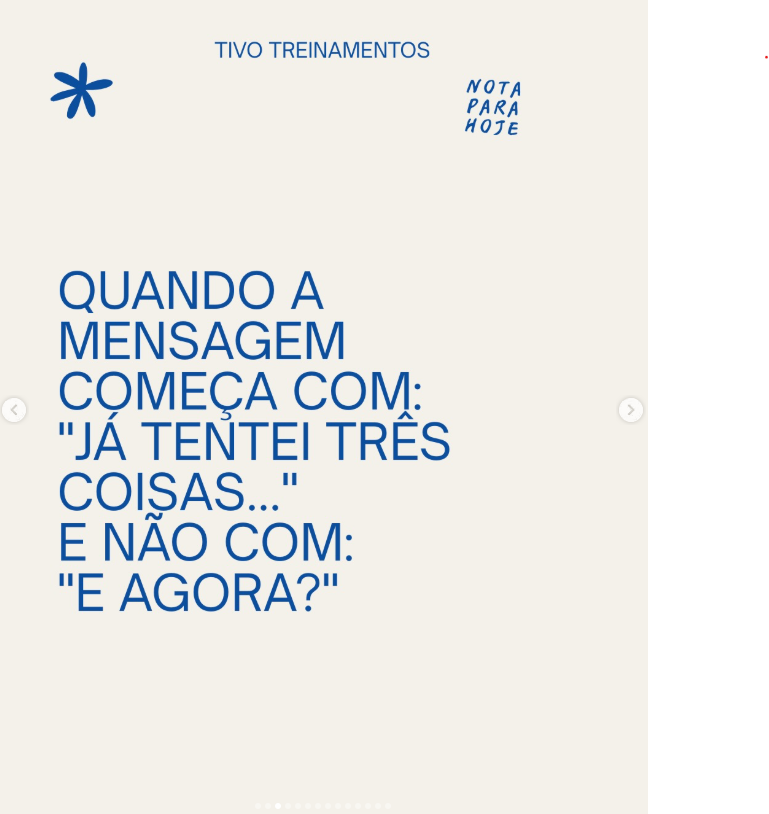 TIVO TREINAMENTOS
NOTA
PARA
HOJE
QUANDO A
MENSAGEM
COMEÇA COM:
"JÁ TENTEI TRÊS
COISAS..."
E NÃO COM:
"E AGORA?"